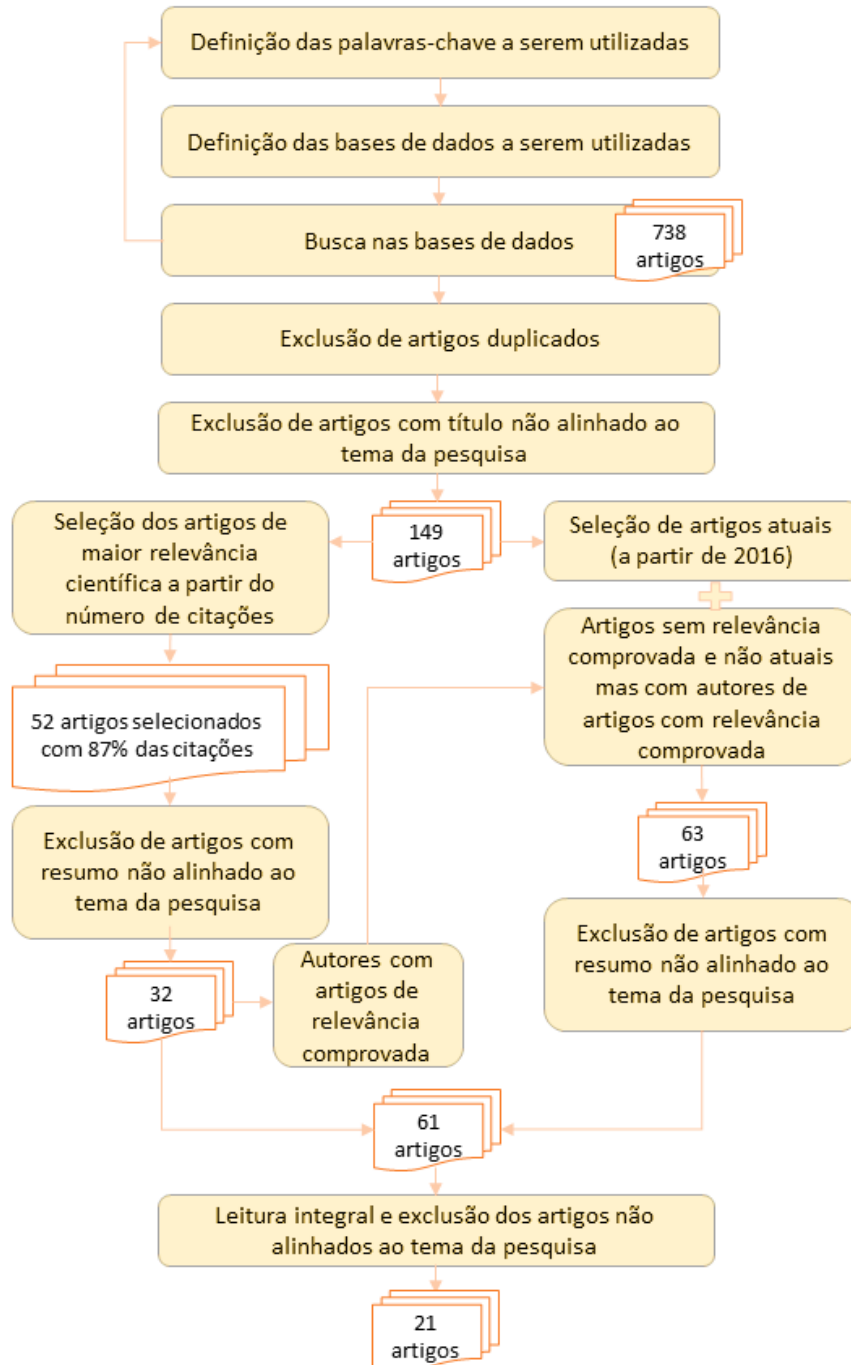 Definição das palavras-chave a serem utilizadas
Definição das bases de dados a serem utilizadas
Busca nas bases de dados
738
artigos
Exclusão de artigos duplicados
Exclusão de artigos com título não alinhado ao
tema da pesquisa
149
artigos
Seleção dos artigos de
maior relevância
científica a partir do
número de citações
52 artigos selecionados
com 87% das citações
Exclusão de artigos com
resumo não alinhado ao
tema da pesquisa
32
artigos
Autores com
artigos de
relevância
comprovada
Seleção de artigos atuais
(a partir de 2016)
Artigos sem relevância
comprovada e não atuais
mas com autores de
artigos com relevância
comprovada
63
artigos
Exclusão de artigos com
resumo não alinhado ao
tema da pesquisa
61
artigos
Leitura integral e exclusão dos artigos não
alinhados ao tema da pesquisa
21
artigos